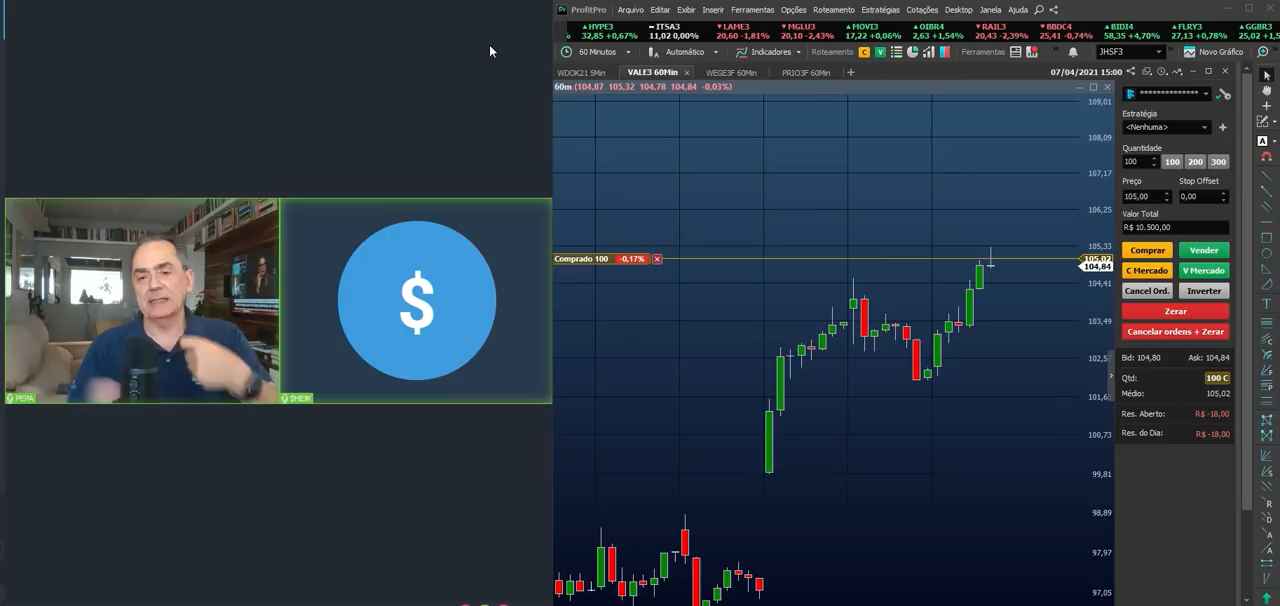 ProfitPro Arquivo Editar Exibir Inserir Ferramentas Opções Roteamento Estratégias Cotações Desktop Janela Ajuda
HYPE3 ITSA3 LAME3 MGLU3 MOVI3 OIBR4 RAIL3 BBDC4 BIDI4 FLRY3 GGBR3
32,85 +0,67% 11,02 0,00% 20,60 -1,81% 20,10 -2,43% 17,22 +0,06% 2,63 +1,54% 20,43 -2,39% 25,41 -0,74% 58,35 +4,70% 27,13 +0,78% 25,02 +1,5
60 Minutos Automático Indicadores Roteamento C V Ferramentas JHSF3 Novo Gráfico
WDOK21 5Min VALE3 60Min WEGE3F 60Min PRIO3F 60Min 07/04/2021 15:00
60m (104,87 105,32 104,78 104,84 -0,03%)
109,01
108,09
107,17
106,25
105,33
105,02
104,84
104,41
103,49
102,5
101,6
100,73
99,81
98,89
97,97
97,05
Comprado 100 -0,17%
***************
Estratégia
<Nenhuma>
Quantidade
100 100 200 300
Preço Stop Offset
105,00 0,00
Valor Total
R$ 10.500,00
Comprar Vender
C Mercado V Mercado
Cancel Ord. Inverter
Zerar
Cancelar ordens + Zerar
Bid: 104,80 Ask: 104,84
Qtd: 100 C
Médio: 105,02
Res. Aberto: R$ -18,00
Res. do Dia: R$ -18,00
$
PEPA
$HEIK